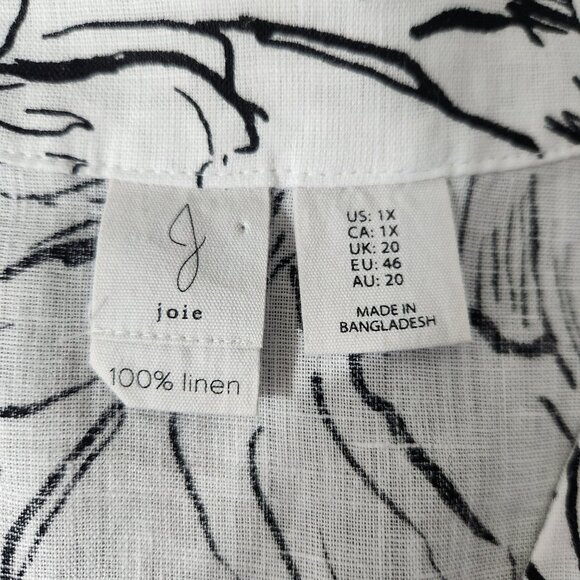 J
joie
100% linen
US: 1X
CA: 1X
UK: 20
EU: 46
AU: 20
MADE IN
BANGLADESH